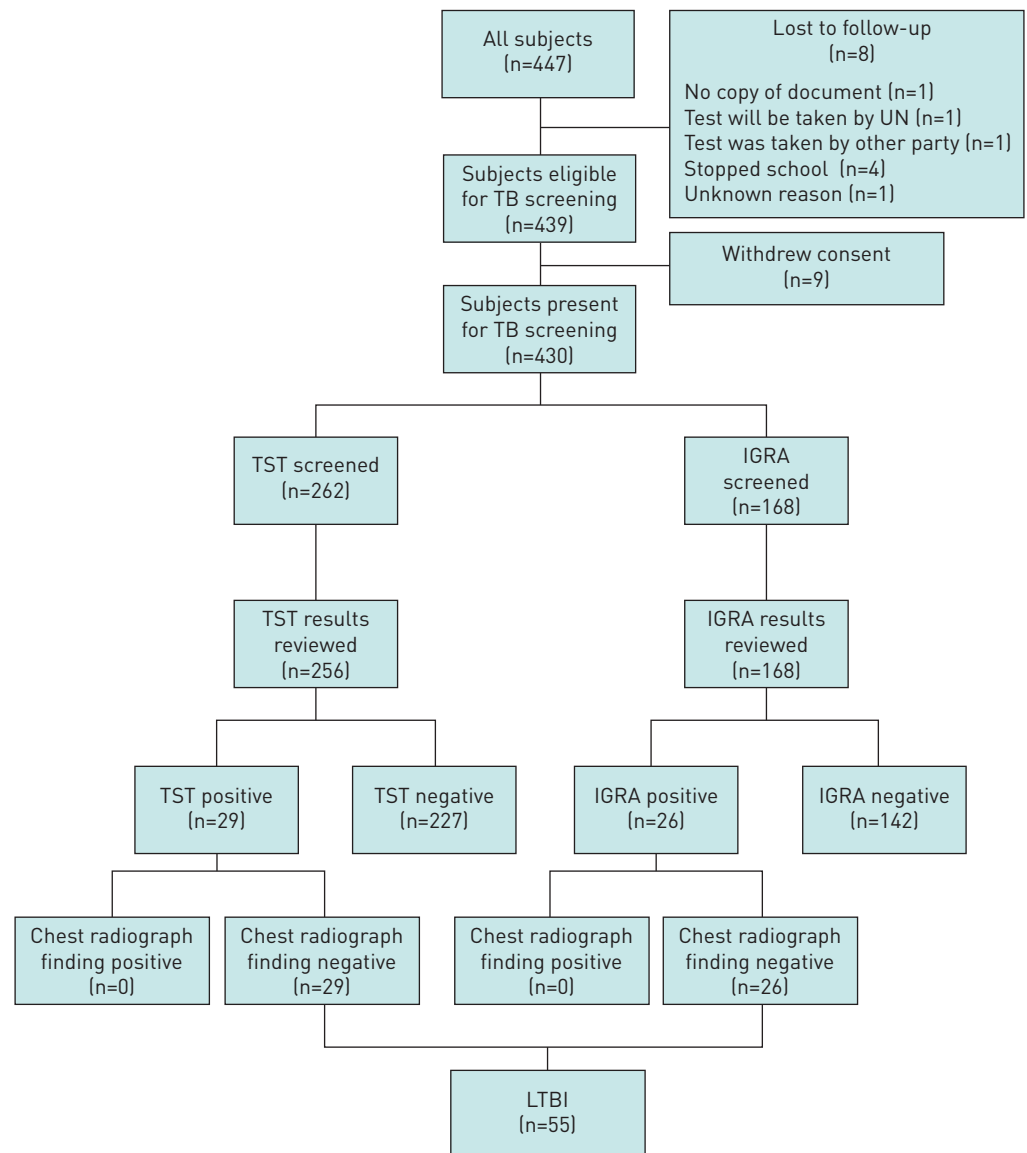 All subjects
(n=447)
Lost to follow-up
(n=8)
No copy of document (n=1)
Test will be taken by UN (n=1)
Test was taken by other party (n=1)
Stopped school (n=4)
Unknown reason (n=1)
Subjects eligible
for TB screening
(n=439)
Withdrew consent
(n=9)
Subjects present
for TB screening
(n=430)
TST screened
(n=262)
IGRA
screened
(n=168)
TST results
reviewed
(n=256)
IGRA results
reviewed
(n=168)
TST positive
(n=29)
TST negative
(n=227)
IGRA positive
(n=26)
IGRA negative
(n=142)
Chest radiograph
finding positive
(n=0)
Chest radiograph
finding negative
(n=29)
Chest radiograph
finding positive
(n=0)
Chest radiograph
finding negative
(n=26)
LTBI
(n=55)